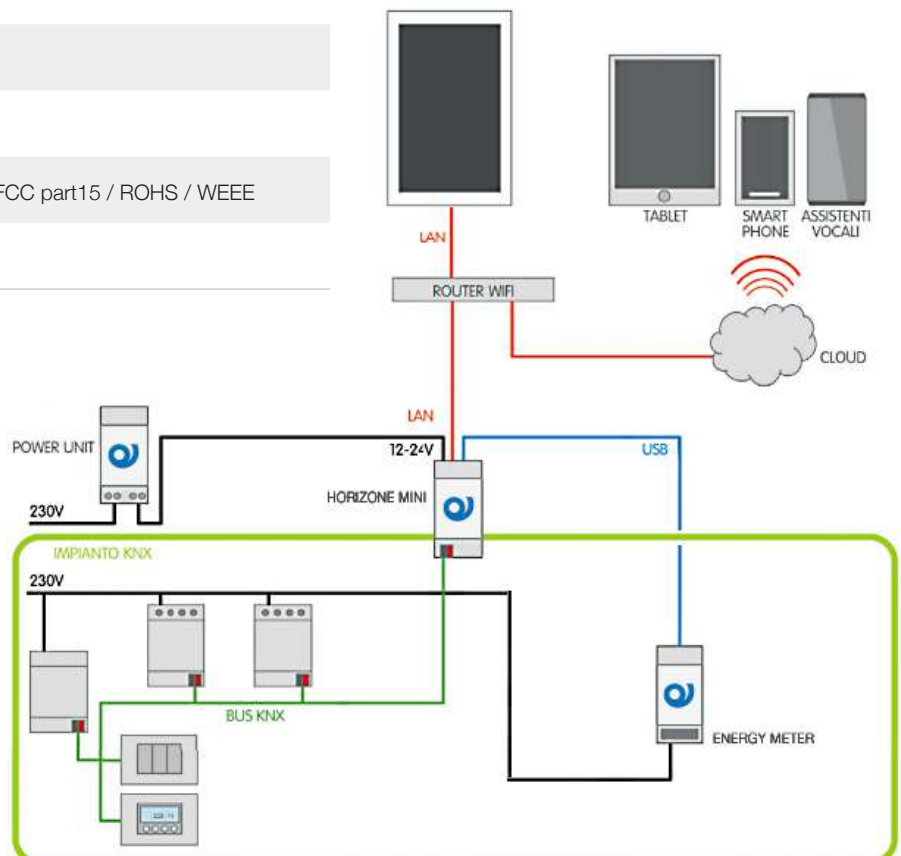 FCC part15 / ROHS / WEEE
TABLET
SMART
PHONE
ASSISTENTI
VOCALI
LAN
ROUTER WIFI
CLOUD
LAN
12-24V
USB
POWER UNIT
HORIZONE MINI
230V
IMPIANTO KNX
230V
BUS KNX
ENERGY METER